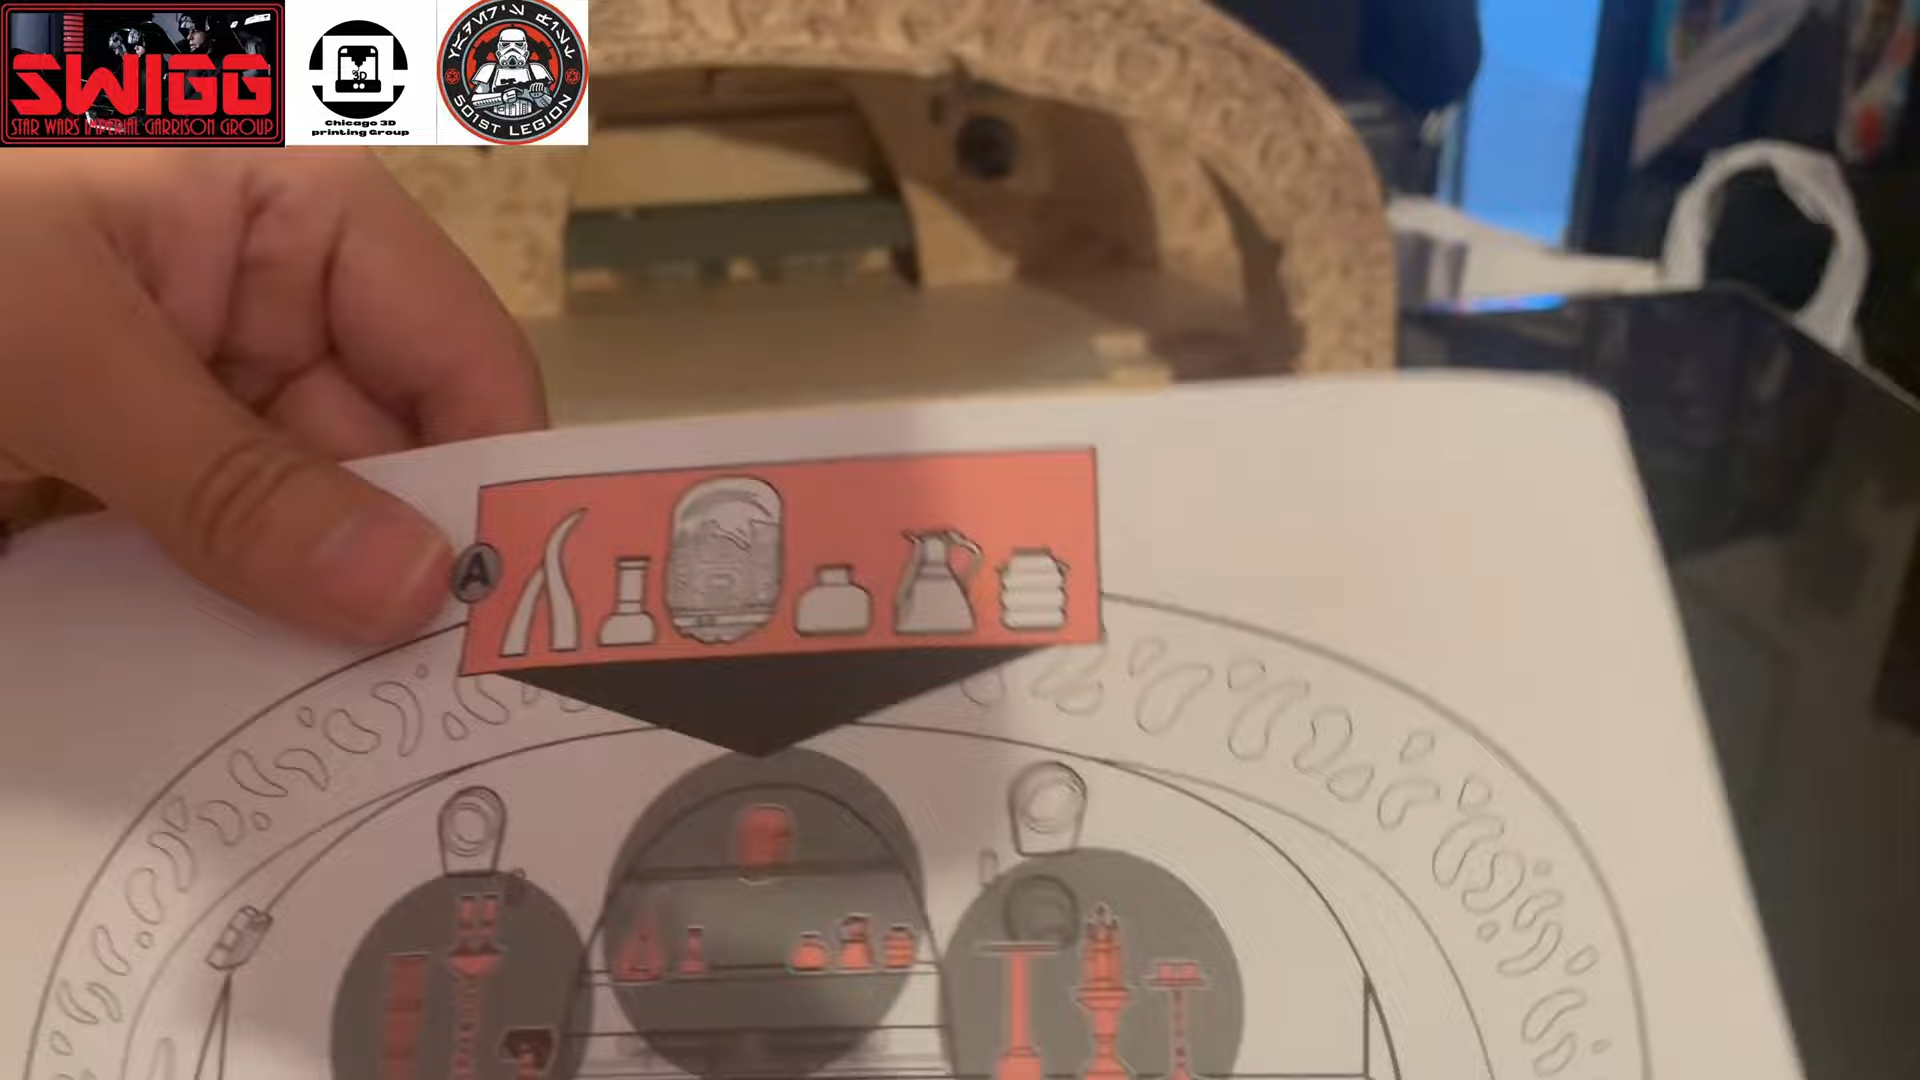 SWIGG
STAR WARS IMPERIAL GARRISON GROUP
3D
Chicago 3D
printing Group
501ST LEGION
A